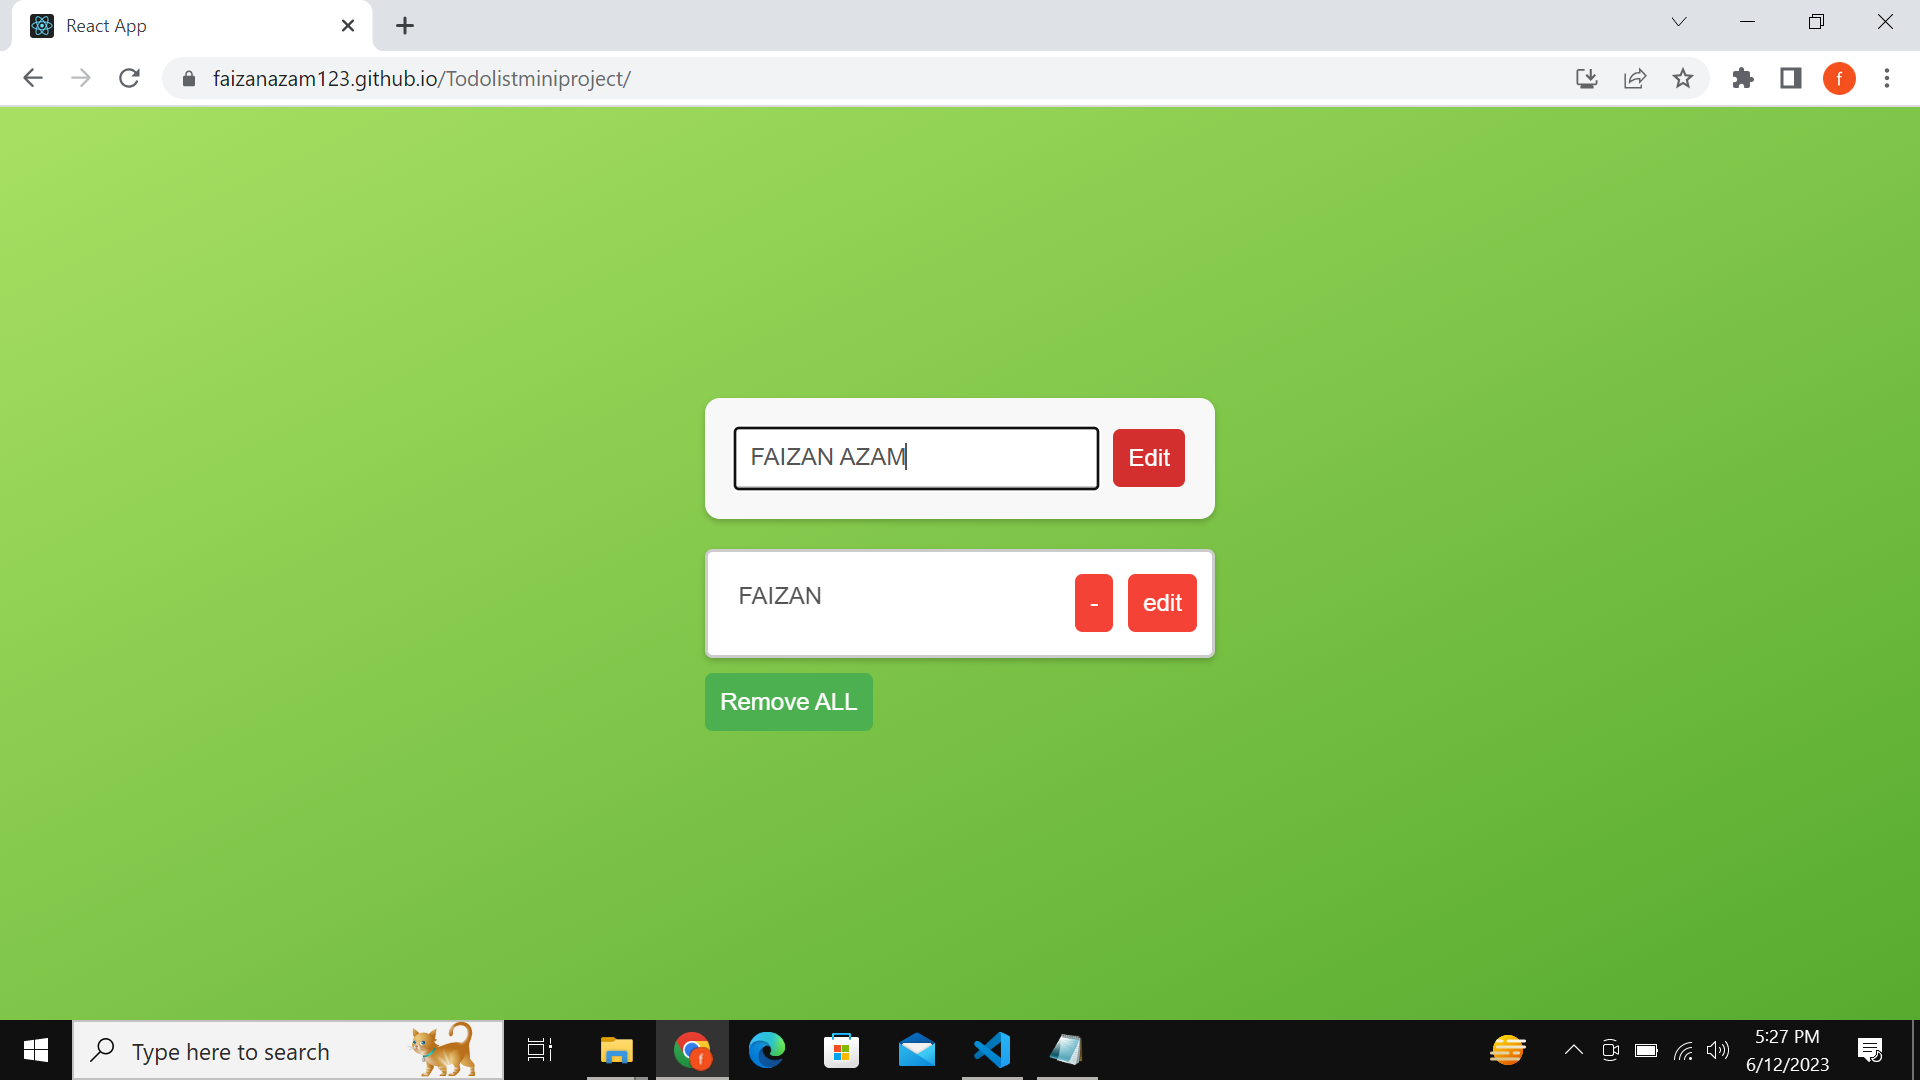 React App
faizanazam123.github.io/Todolistminiproject/
f
FAIZAN AZAM
Edit
FAIZAN
-
edit
Remove ALL
Type here to search
f
5:27 PM
6/12/2023